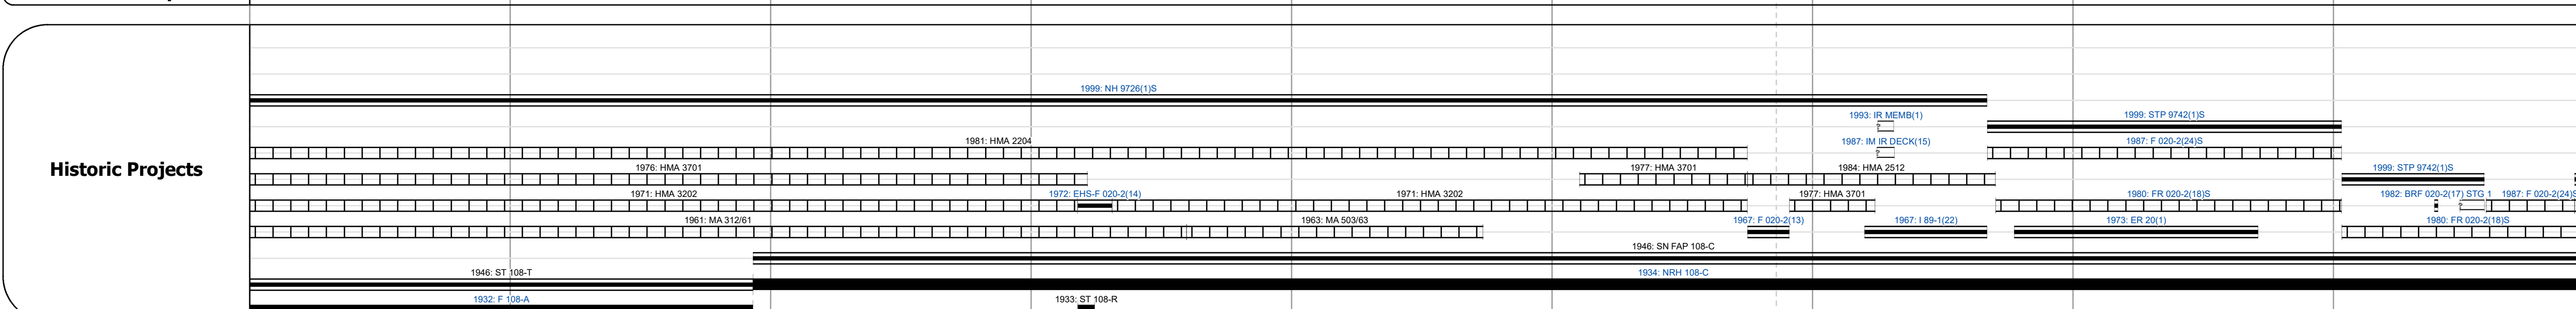 1999: NH 9726(1)S
1993: IR MEMB(1)
1999: STP 9742(1)S
1981: HMA 2204
1987: IM IR DECK(15)
1987: F 020-2(24)S
Historic Projects
1976: HMA 3701
1977: HMA 3701
1984: HMA 2512
1999: STP 9742(1)S
1971: HMA 3202
1972: EHS-F 020-2(14)
1971: HMA 3202
1977: HMA 3701
1980: FR 020-2(18)S
1982: BRF 020-2(17) STG 1
1987: F 020-2(24)S
1961: MA 312/61
1963: MA 503/63
1967: F 020-2(13)
1967: I 89-1(22)
1973: ER 20(1)
1980: FR 020-2(18)S
1946: SN FAP 108-C
1946: ST 108-T
1934: NRH 108-C
1932: F 108-A
1933: ST 108-R